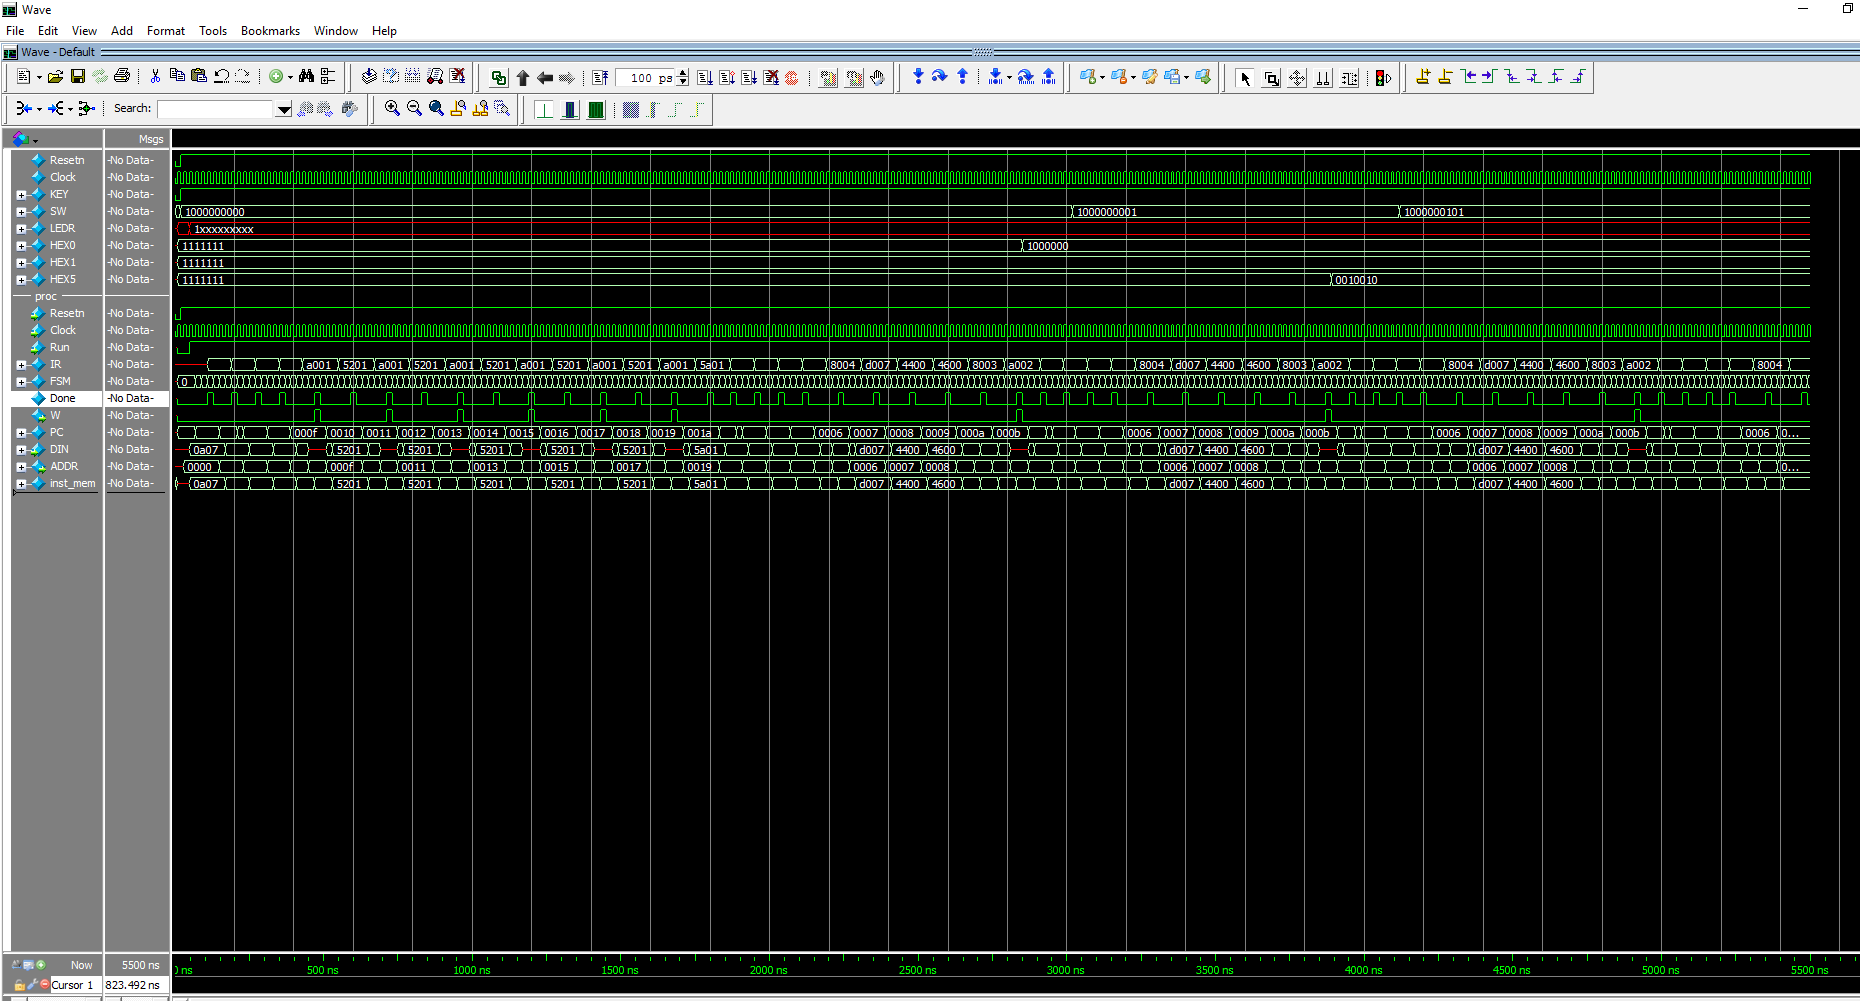 Wave
File Edit View Add Format Tools Bookmarks Window Help
Wave - Default
100 ps
Search:
Msgs
Resetn -No Data-
Clock -No Data-
KEY -No Data-
SW -No Data- 1000000000 1000000001 1000000101
LEDR -No Data- 1xxxxxxxxx
HEX0 -No Data- 1111111 1000000
HEX1 -No Data- 1111111
HEX5 -No Data- 1111111 0010010
proc
Resetn -No Data-
Clock -No Data-
Run -No Data-
IR -No Data- a001 5201 a001 5201 a001 5201 a001 5201 a001 5201 a001 5a01 8004 d007 4400 4600 8003 a002 8004 d007 4400 4600 8003 a002 8004 d007 4400 4600 8003 a002 8004
FSM -No Data- 0
Done -No Data-
W -No Data-
PC -No Data- 000f 0010 0011 0012 0013 0014 0015 0016 0017 0018 0019 001a 0006 0007 0008 0009 000a 000b 0006 0007 0008 0009 000a 000b 0006 0007 0008 0009 000a 000b 0006 0...
DIN -No Data- 0a07 5201 5201 5201 5201 5201 5a01 d007 4400 4600 d007 4400 4600 d007 4400 4600
ADDR -No Data- 0000 000f 0011 0013 0015 0017 0019 0006 0007 0008 0006 0007 0008 0006 0007 0008 0...
inst_mem -No Data- 0a07 5201 5201 5201 5201 5201 5a01 d007 4400 4600 d007 4400 4600 d007 4400 4600
Now 5500 ns
ns 500 ns 1000 ns 1500 ns 2000 ns 2500 ns 3000 ns 3500 ns 4000 ns 4500 ns 5000 ns 5500 ns
Cursor 1 823.492 ns